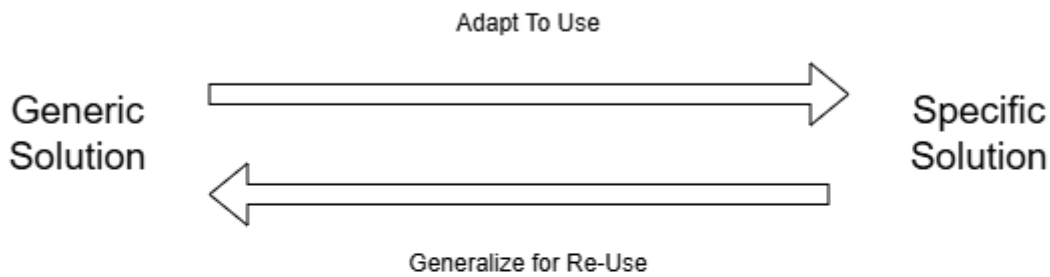 Adapt To Use
Generic
Solution
Specific
Solution
Generalize for Re-Use